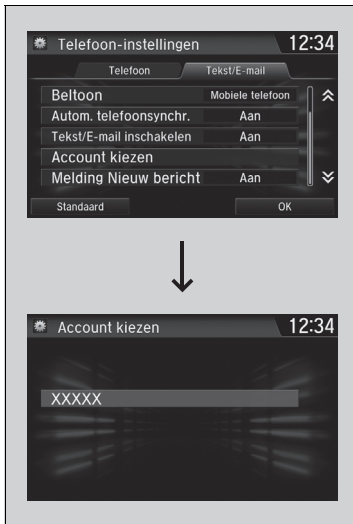 Telefoon-instellingen 12:34
Telefoon Tekst/E-mail
Beltoon Mobiele telefoon
Autom. telefoonsynchr. Aan
Tekst/E-mail inschakelen Aan
Account kiezen
Melding Nieuw bericht Aan
Standaard OK
Account kiezen 12:34
XXXXX